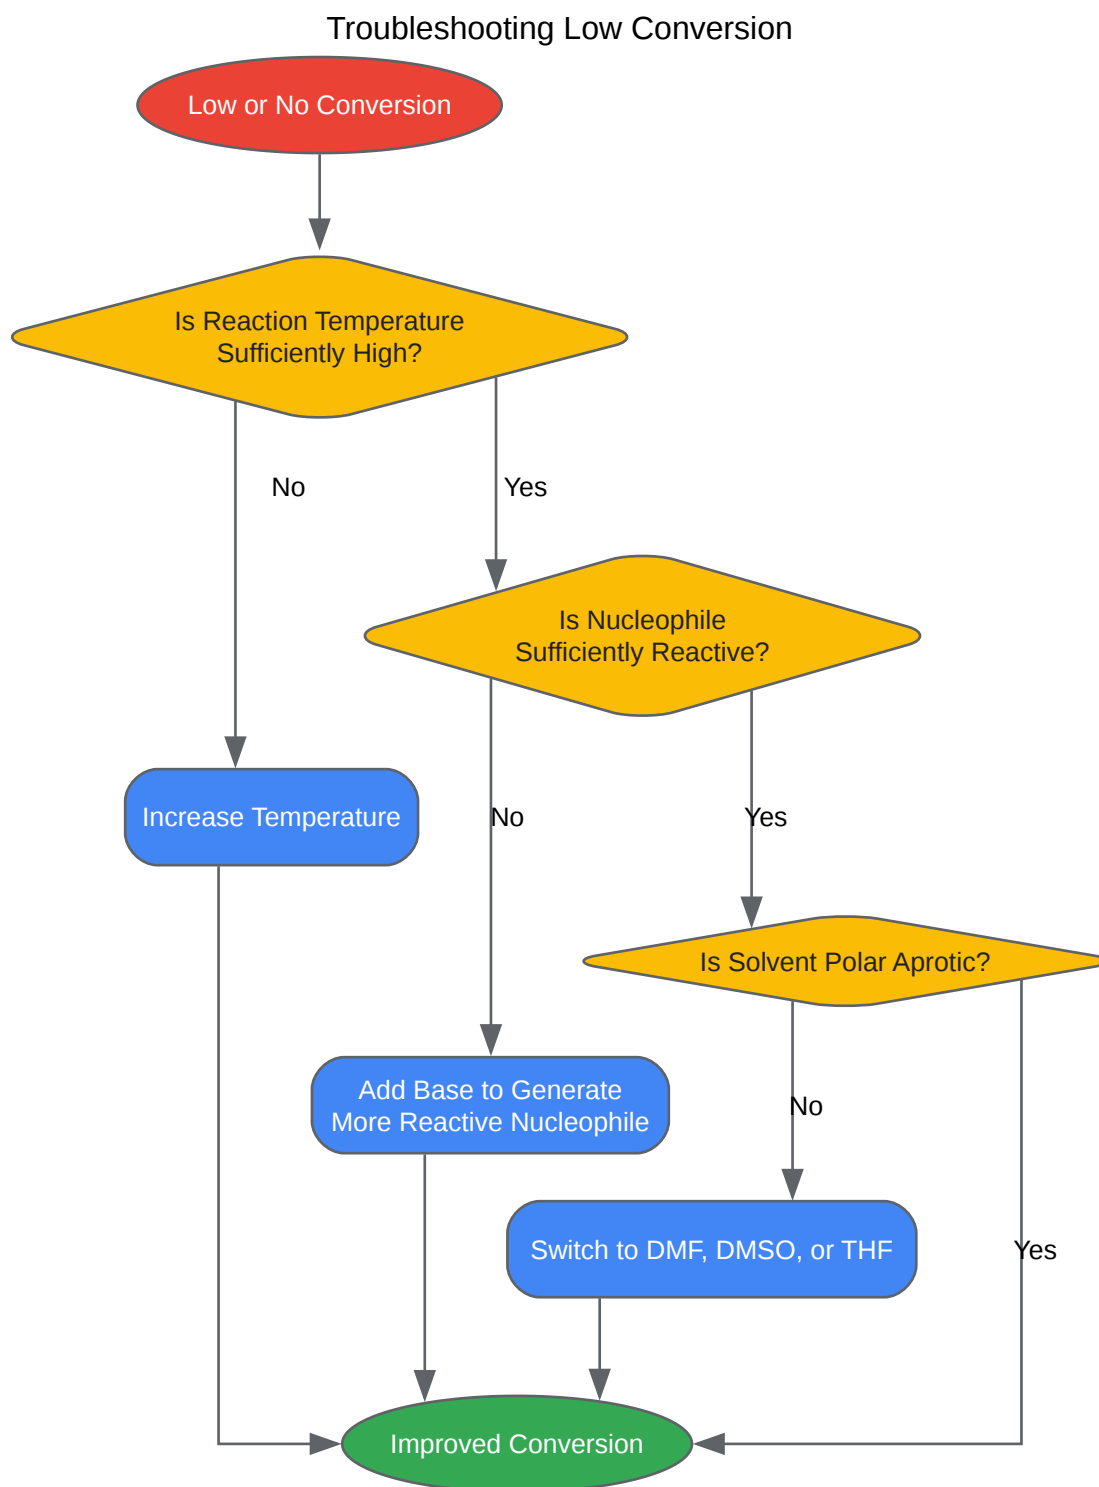 Troubleshooting Low Conversion
Low or No Conversion
Is Reaction Temperature
Sufficiently High?
No
Yes
Is Nucleophile
Sufficiently Reactive?
Increase Temperature
No
Yes
Is Solvent Polar Aprotic?
Add Base to Generate
More Reactive Nucleophile
No
Switch to DMF, DMSO, or THF
Yes
Improved Conversion